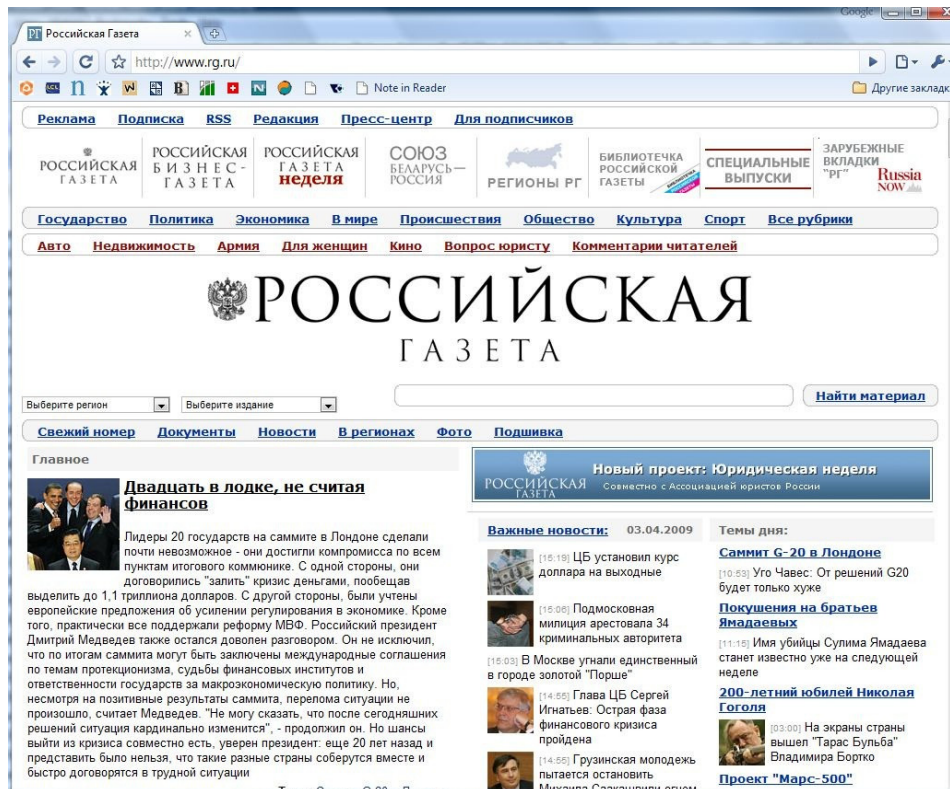 Google
РГ Российская Газета
http://www.rg.ru/
Note in Reader
Другие закладк
Реклама Подписка RSS Редакция Пресс-центр Для подписчиков
РОССИЙСКАЯ
ГАЗЕТА
РОССИЙСКАЯ
БИЗНЕС-
ГАЗЕТА
РОССИЙСКАЯ
ГАЗЕТА
неделя
СОЮЗ
БЕЛАРУСЬ—
РОССИЯ
РЕГИОНЫ РГ
БИБЛИОТЕЧКА
РОССИЙСКОЙ
ГАЗЕТЫ
СПЕЦИАЛЬНЫЕ
ВЫПУСКИ
ЗАРУБЕЖНЫЕ
ВКЛАДКИ
"РГ"
Russia
NOW
Государство Политика Экономика В мире Происшествия Общество Культура Спорт Все рубрики
Авто Недвижимость Армия Для женщин Кино Вопрос юристу Комментарии читателей
РОССИЙСКАЯ
ГАЗЕТА
Выберите регион Выберите издание Найти материал
Свежий номер Документы Новости В регионах Фото Подшивка
Главное
Двадцать в лодке, не считая
финансов
Лидеры 20 государств на саммите в Лондоне сделали
почти невозможное - они достигли компромисса по всем
пунктам итогового коммюнике. С одной стороны, они
договорились "залить" кризис деньгами, пообещав
выделить до 1,1 триллиона долларов. С другой стороны, были учтены
европейские предложения об усилении регулирования в экономике. Кроме
того, практически все поддержали реформу МВФ. Российский президент
Дмитрий Медведев также остался доволен разговором. Он не исключил,
что по итогам саммита могут быть заключены международные соглашения
по темам протекционизма, судьбы финансовых институтов и
ответственности государств за макроэкономическую политику. Но,
несмотря на позитивные результаты саммита, перелома ситуации не
произошло, считает Медведев. "Не могу сказать, что после сегодняшних
решений ситуация кардинально изменится", - продолжил он. Но шансы
выйти из кризиса совместно есть, уверен президент: еще 20 лет назад и
представить было нельзя, что такие разные страны соберутся вместе и
быстро договорятся в трудной ситуации
РОССИЙСКАЯ
ГАЗЕТА
Новый проект: Юридическая неделя
Совместно с Ассоциацией юристов России
Важные новости: 03.04.2009
[15:19] ЦБ установил курс
доллара на выходные
[15:06] Подмосковная
милиция арестовала 34
криминальных авторитета
[15:03] В Москве угнали единственный
в городе золотой "Порше"
[14:55] Глава ЦБ Сергей
Игнатьев: Острая фаза
финансового кризиса
пройдена
[14:55] Грузинская молодежь
пытается остановить
Михаила Саакашвили огнем
Темы дня:
Саммит G-20 в Лондоне
[10:53] Уго Чавес: От решений G20
будет только хуже
Покушения на братьев
Ямадаевых
[11:15] Имя убийцы Сулима Ямадаева
станет известно уже на следующей
неделе
200-летний юбилей Николая
Гоголя
[03:00] На экраны страны
вышел "Тарас Бульба"
Владимира Бортко
Проект "Марс-500"